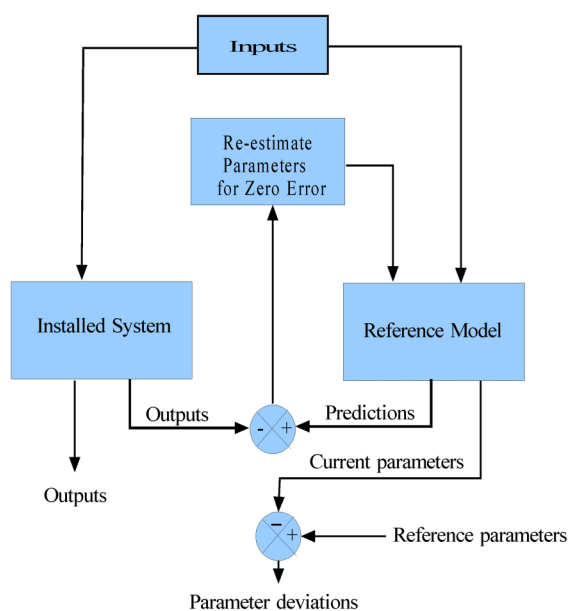 Inputs
Re-estimate
Parameters
for Zero Error
Installed System
Reference Model
Outputs
Predictions
- +
Current parameters
Outputs
−
+
Reference parameters
Parameter deviations